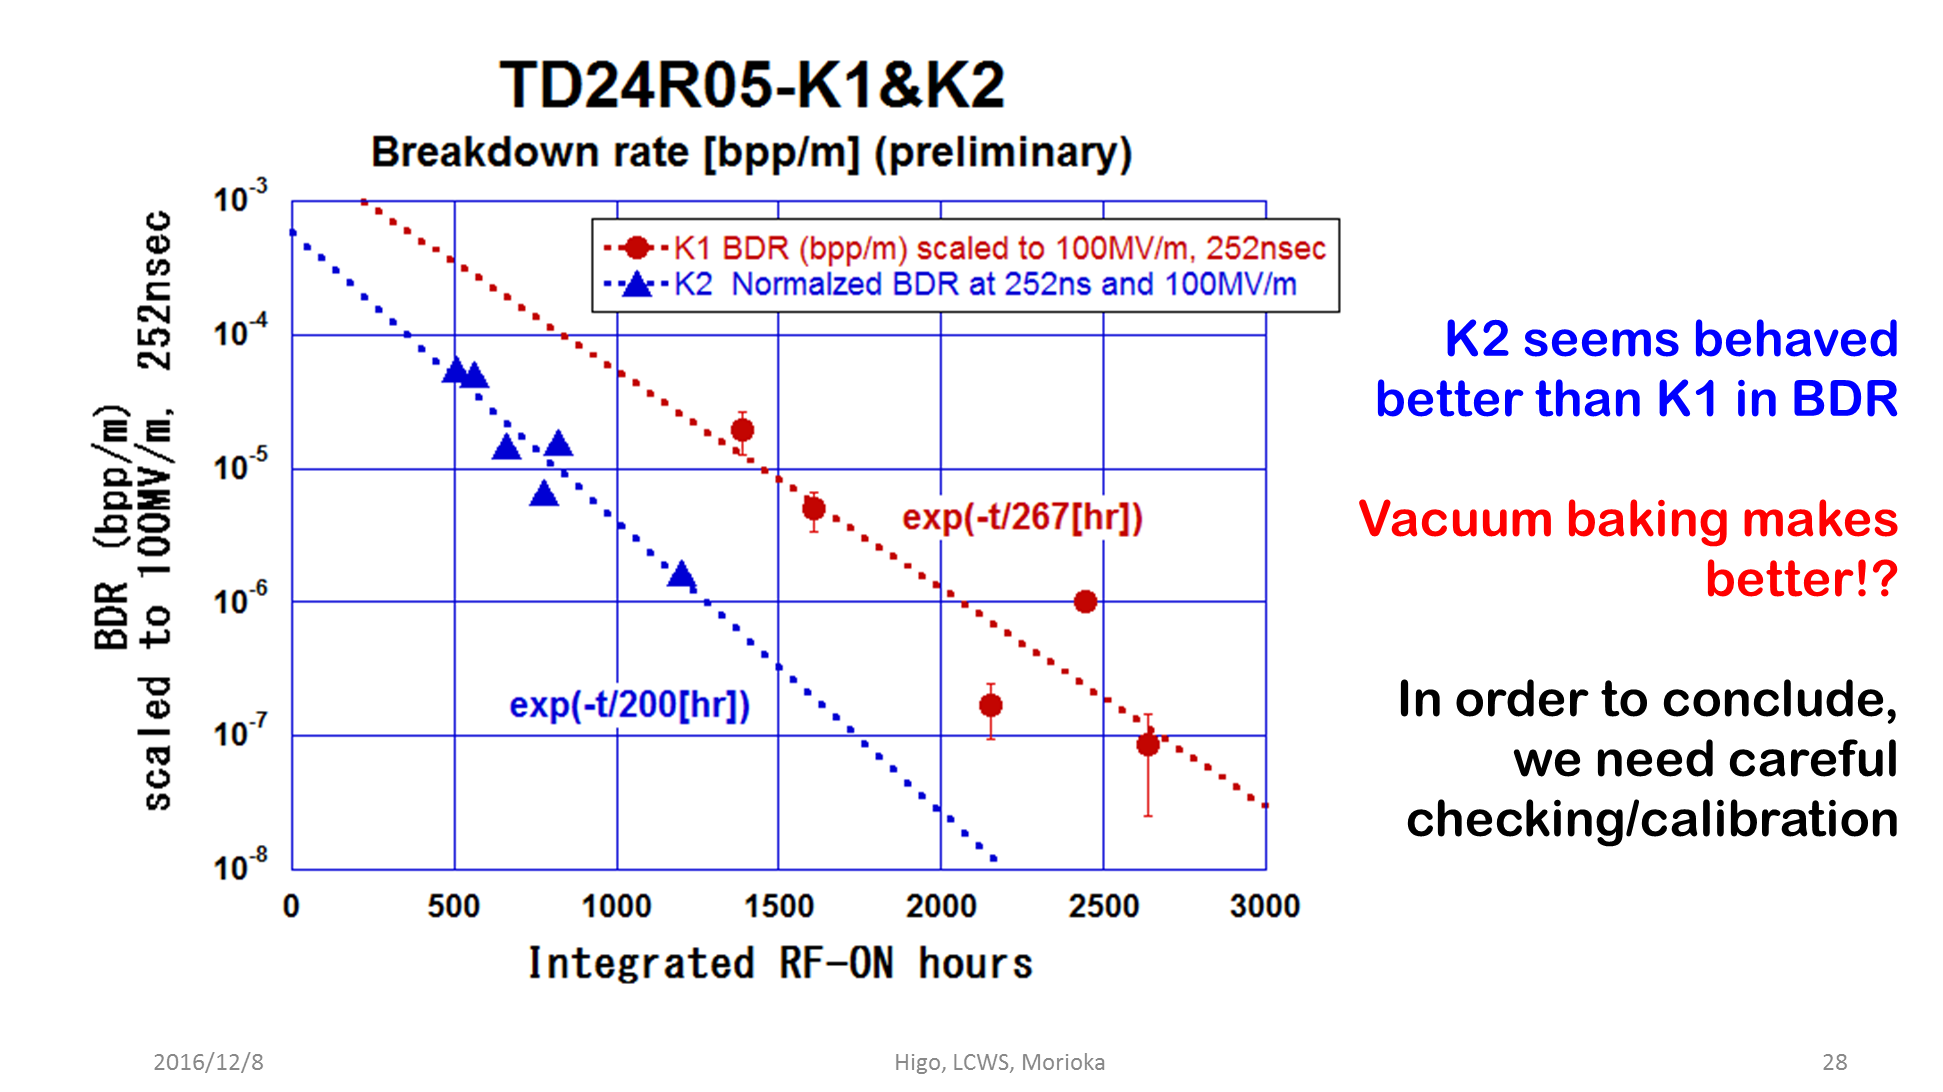 TD24R05-K1&K2
Breakdown rate [bpp/m] (preliminary)
BDR (bpp/m)
scaled to 100MV/m, 252nsec
10-3
10-4
10-5
10-6
10-7
10-8
K1 BDR (bpp/m) scaled to 100MV/m, 252nsec
K2 Normalzed BDR at 252ns and 100MV/m
exp(-t/267[hr])
exp(-t/200[hr])
0 500 1000 1500 2000 2500 3000
Integrated RF-ON hours
K2 seems behaved
better than K1 in BDR
Vacuum baking makes
better!?
In order to conclude,
we need careful
checking/calibration
2016/12/8
Higo, LCWS, Morioka
28